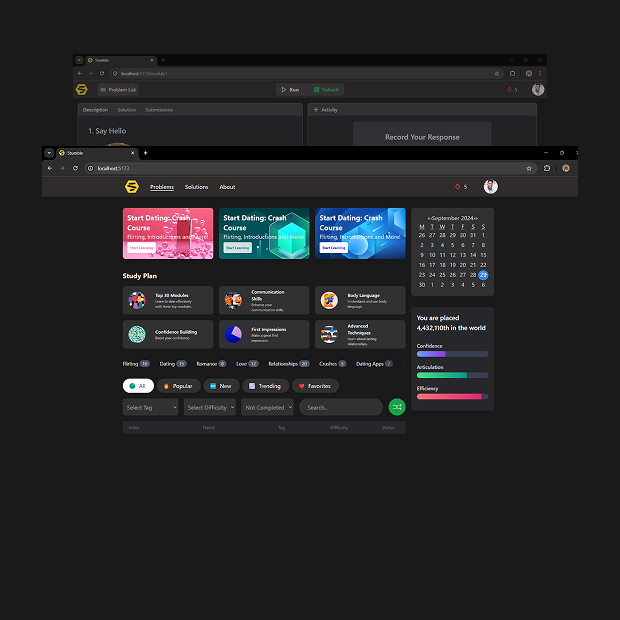 Stumble
localhost:5173/module/1
Problem List
Run
Submit
5
Description Solution Submissions
Activity
1. Say Hello
Record Your Response
Stumble
localhost:5173
Problems Solutions About
5
Start Dating: Crash
Course
Flirting, Introductions and More!
Start Learning
Start Dating: Crash
Course
Flirting, Introductions and More!
Start Learning
Start Dating: Crash
Course
Flirting, Introductions and More!
Start Learning
Study Plan
Top 30 Modules
Learn to date effectively
with these top modules.
Communication
Skills
Enhance your
communication skills.
Body Language
Understand and use body
language.
Confidence Building
Boost your confidence.
First Impressions
Make a great first
impression.
Advanced
Techniques
Learn about lasting
relationships.
Flirting 10 Dating 15 Romance 8 Love 12 Relationships 20 Crushes 5 Dating Apps 7
All Popular New Trending Favorites
Select Tag Select Difficulty Not Completed Search...
Index Name Tag Difficulty Status
September 2024
M T W T F S S
26 27 28 29 30 31 1
2 3 4 5 6 7 8
9 10 11 12 13 14 15
16 17 18 19 20 21 22
23 24 25 26 27 28 29
30 1 2 3 4 5 6
You are placed
4,432,110th in the world
Confidence
Articulation
Efficiency